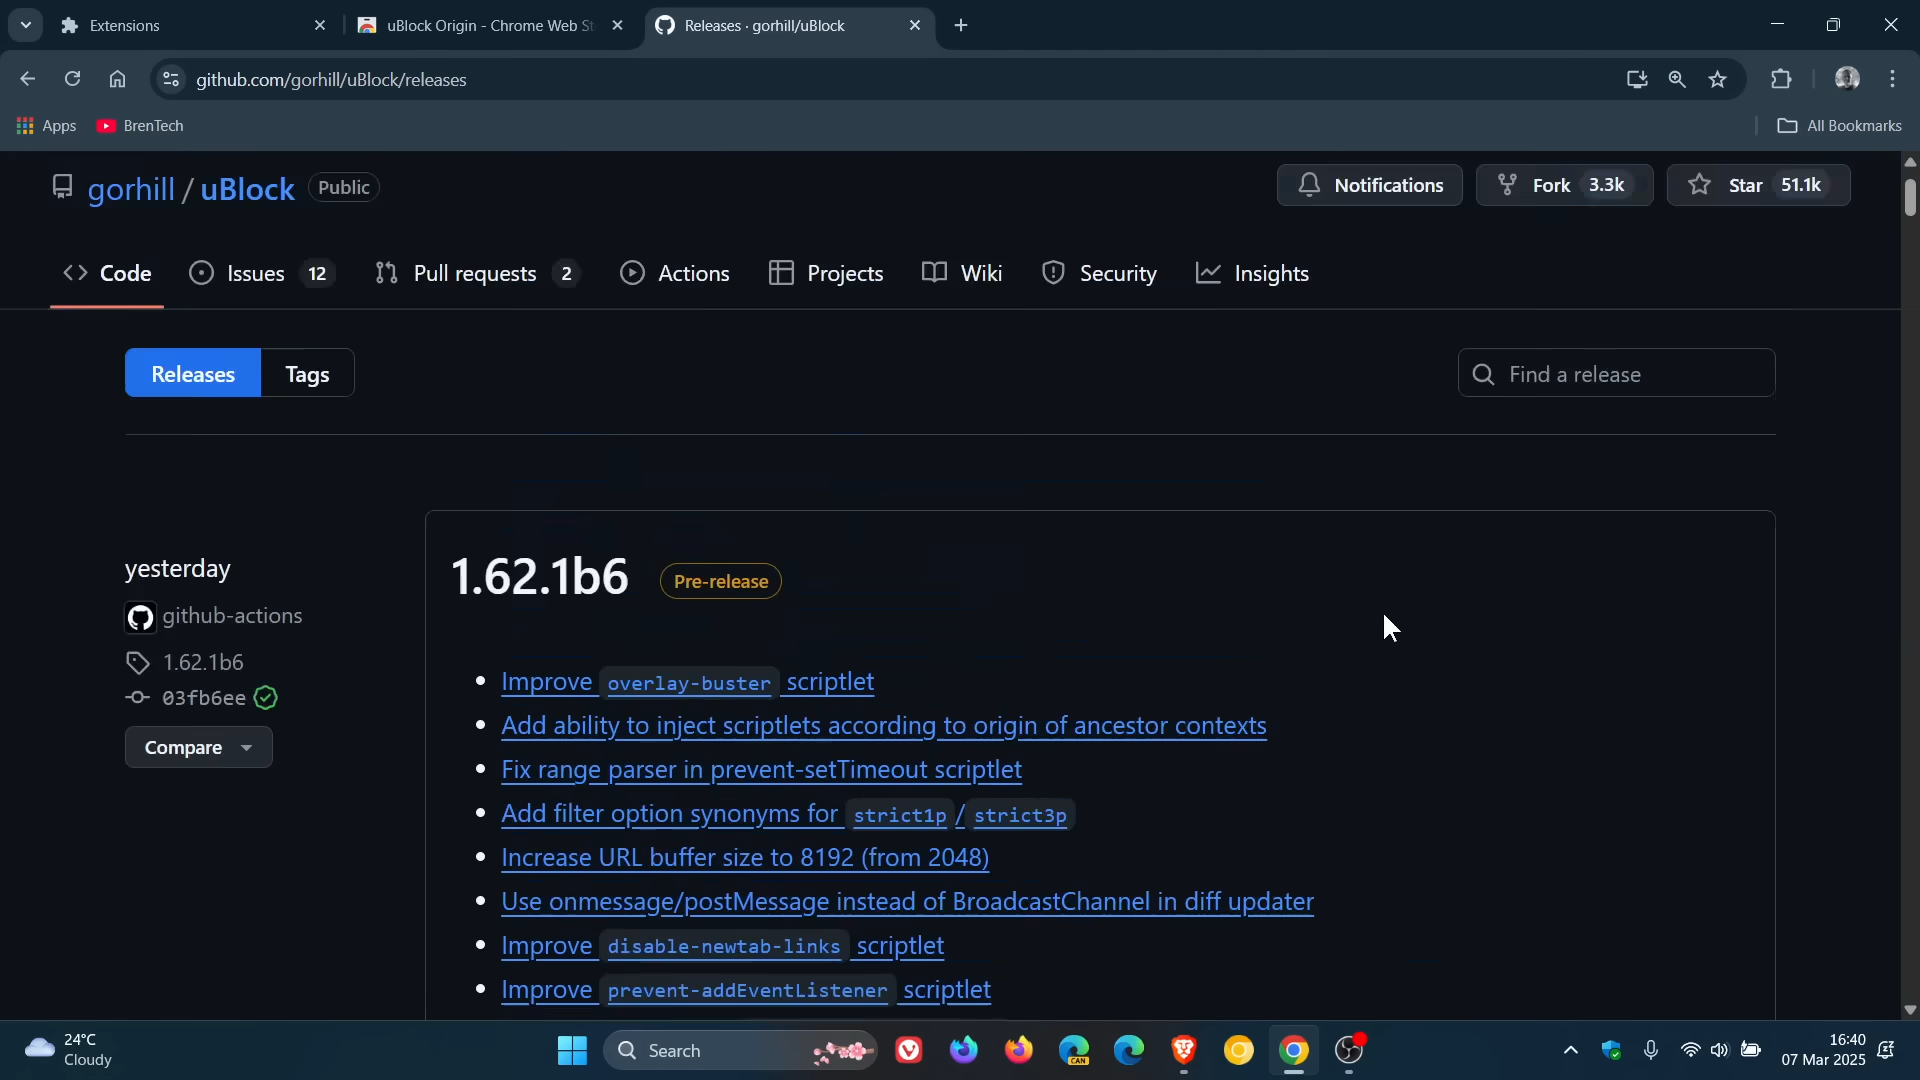 Extensions
uBlock Origin - Chrome Web St
Releases · gorhill/uBlock
github.com/gorhill/uBlock/releases
Apps
BrenTech
All Bookmarks
gorhill / uBlock
Public
Notifications
Fork 3.3k
Star 51.1k
Code
Issues 12
Pull requests 2
Actions
Projects
Wiki
Security
Insights
Releases
Tags
Find a release
yesterday
github-actions
1.62.1b6
03fb6ee
Compare
1.62.1b6
Pre-release
Improve overlay-buster scriptlet
Add ability to inject scriptlets according to origin of ancestor contexts
Fix range parser in prevent-setTimeout scriptlet
Add filter option synonyms for strict1p / strict3p
Increase URL buffer size to 8192 (from 2048)
Use onmessage/postMessage instead of BroadcastChannel in diff updater
Improve disable-newtab-links scriptlet
Improve prevent-addEventListener scriptlet
24°C
Cloudy
Search
CAN
16:40
07 Mar 2025